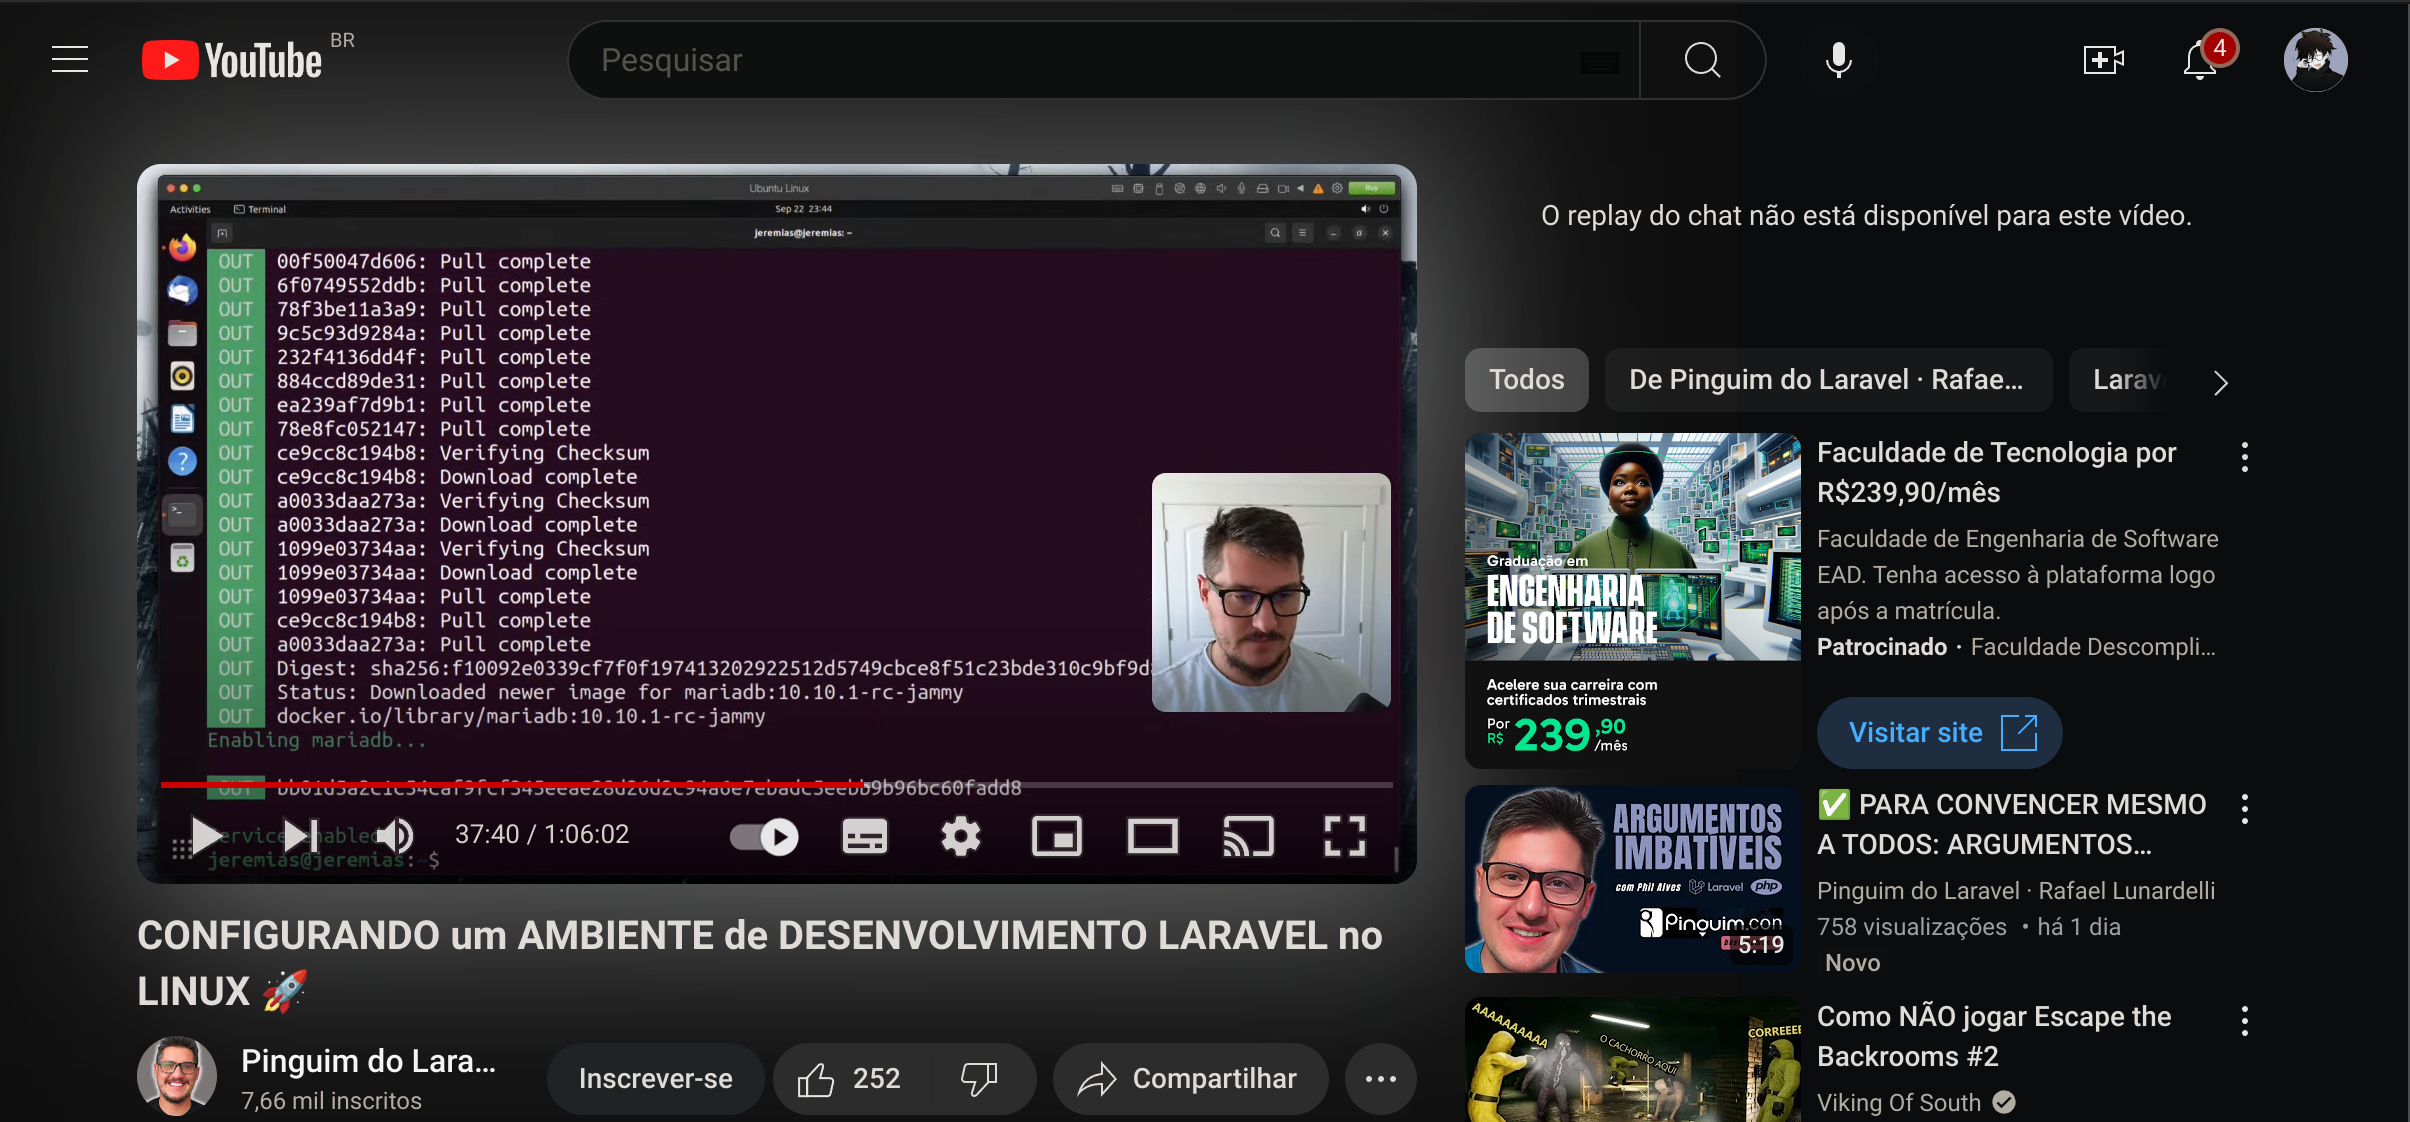 YouTube BR
Pesquisar
4
Ubuntu Linux
Buy
Activities
Terminal
Sep 22 23:44
jeremias@jeremias: ~
OUT 00f50047d606: Pull complete
OUT 6f0749552ddb: Pull complete
OUT 78f3be11a3a9: Pull complete
OUT 9c5c93d9284a: Pull complete
OUT 232f4136dd4f: Pull complete
OUT 884ccd89de31: Pull complete
OUT ea239af7d9b1: Pull complete
OUT 78e8fc052147: Pull complete
OUT ce9cc8c194b8: Verifying Checksum
OUT ce9cc8c194b8: Download complete
OUT a0033daa273a: Verifying Checksum
OUT a0033daa273a: Download complete
OUT 1099e03734aa: Verifying Checksum
OUT 1099e03734aa: Download complete
OUT 1099e03734aa: Pull complete
OUT ce9cc8c194b8: Pull complete
OUT a0033daa273a: Pull complete
OUT Digest: sha256:f10092e0339cf7f0f197413202922512d5749cbce8f51c23bde310c9bf9d
OUT Status: Downloaded newer image for mariadb:10.10.1-rc-jammy
OUT docker.io/library/mariadb:10.10.1-rc-jammy
Enabling mariadb...
OUT
jeremias@jeremias:~$
37:40 / 1:06:02
CONFIGURANDO um AMBIENTE de DESENVOLVIMENTO LARAVEL no
LINUX 🚀
Pinguim do Lara...
7,66 mil inscritos
Inscrever-se
252
Compartilhar
O replay do chat não está disponível para este vídeo.
Todos
De Pinguim do Laravel · Rafae...
Larav
Graduação em
ENGENHARIA
DE SOFTWARE
Acelere sua carreira com
certificados trimestrais
Por R$ 239,90 /mês
Faculdade de Tecnologia por
R$239,90/mês
Faculdade de Engenharia de Software
EAD. Tenha acesso à plataforma logo
após a matrícula.
Patrocinado · Faculdade Descompli...
Visitar site
ARGUMENTOS
IMBATÍVEIS
com Phil Alves Laravel php
Pinguim.con
5:19
✅ PARA CONVENCER MESMO
A TODOS: ARGUMENTOS...
Pinguim do Laravel · Rafael Lunardelli
758 visualizações • há 1 dia
Novo
AAAAAAAAA
O CACHORRO AQUI
CORREEEE
Como NÃO jogar Escape the
Backrooms #2
Viking Of South